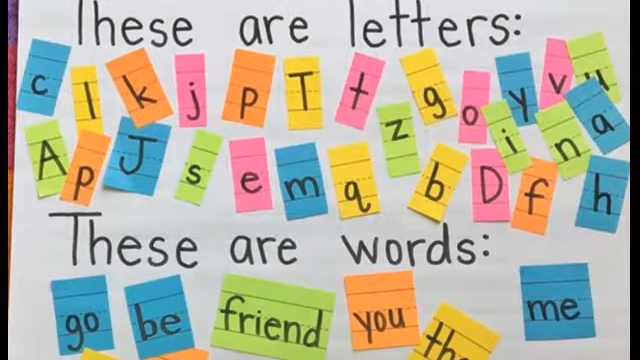 These are letters:
c l k j p T t g o y v u
A p J s e m q z b D i f n a h
These are words:
go be friend you me